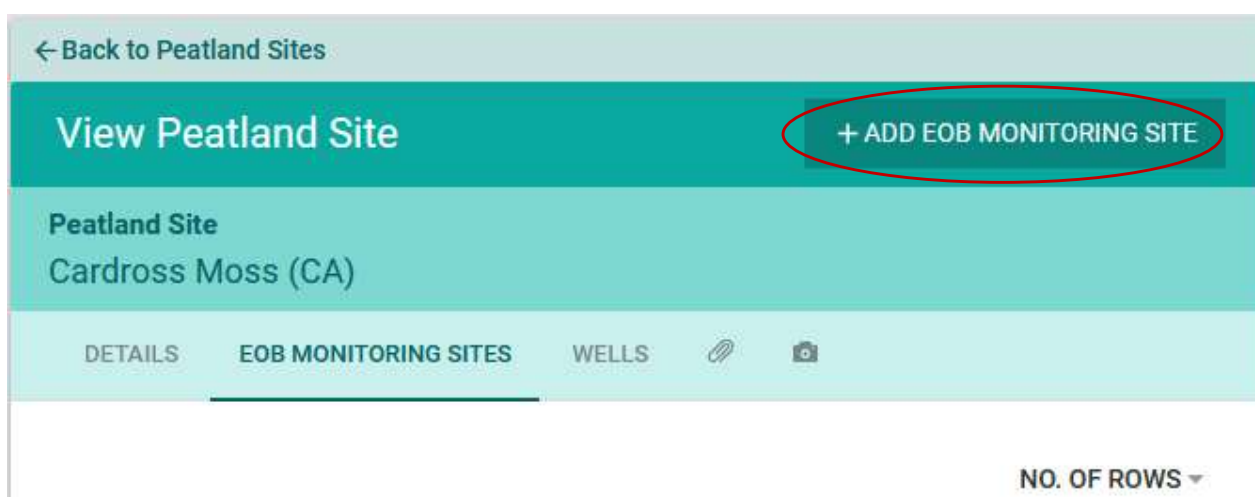 ←Back to Peatland Sites
View Peatland Site
+ ADD EOB MONITORING SITE
Peatland Site
Cardross Moss (CA)
DETAILS EOB MONITORING SITES WELLS
NO. OF ROWS